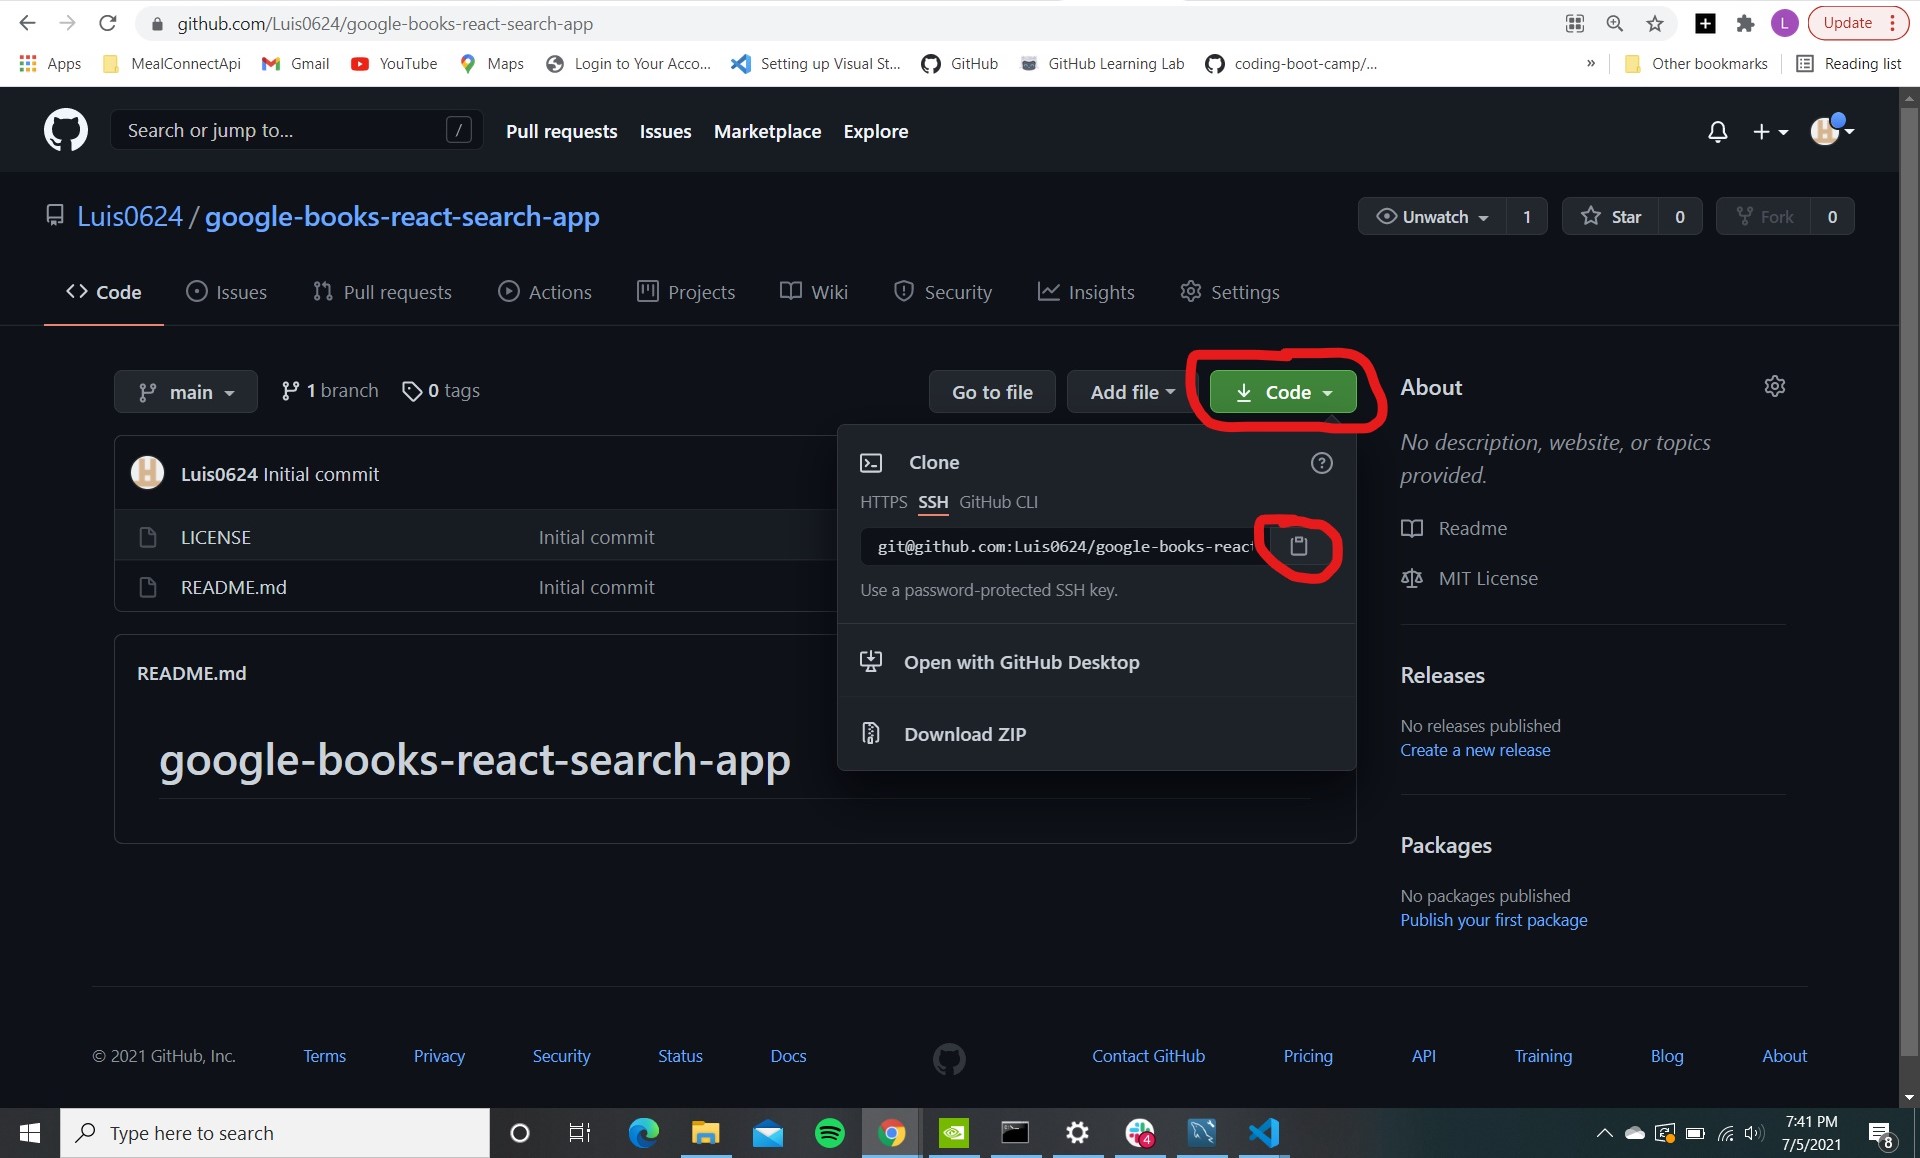 github.com/Luis0624/google-books-react-search-app
L
Update
Apps MealConnectApi Gmail YouTube Maps Login to Your Acco... Setting up Visual St... GitHub GitHub Learning Lab coding-boot-camp/... » Other bookmarks Reading list
Search or jump to... / Pull requests Issues Marketplace Explore
Luis0624 / google-books-react-search-app
Unwatch 1 Star 0 Fork 0
Code Issues Pull requests Actions Projects Wiki Security Insights Settings
main 1 branch 0 tags Go to file Add file Code
Luis0624 Initial commit
LICENSE Initial commit
README.md Initial commit
README.md
google-books-react-search-app
Clone
HTTPS SSH GitHub CLI
git@github.com:Luis0624/google-books-react
Use a password-protected SSH key.
Open with GitHub Desktop
Download ZIP
About
No description, website, or topics
provided.
Readme
MIT License
Releases
No releases published
Create a new release
Packages
No packages published
Publish your first package
© 2021 GitHub, Inc. Terms Privacy Security Status Docs Contact GitHub Pricing API Training Blog About
Type here to search
4
7:41 PM
7/5/2021
8